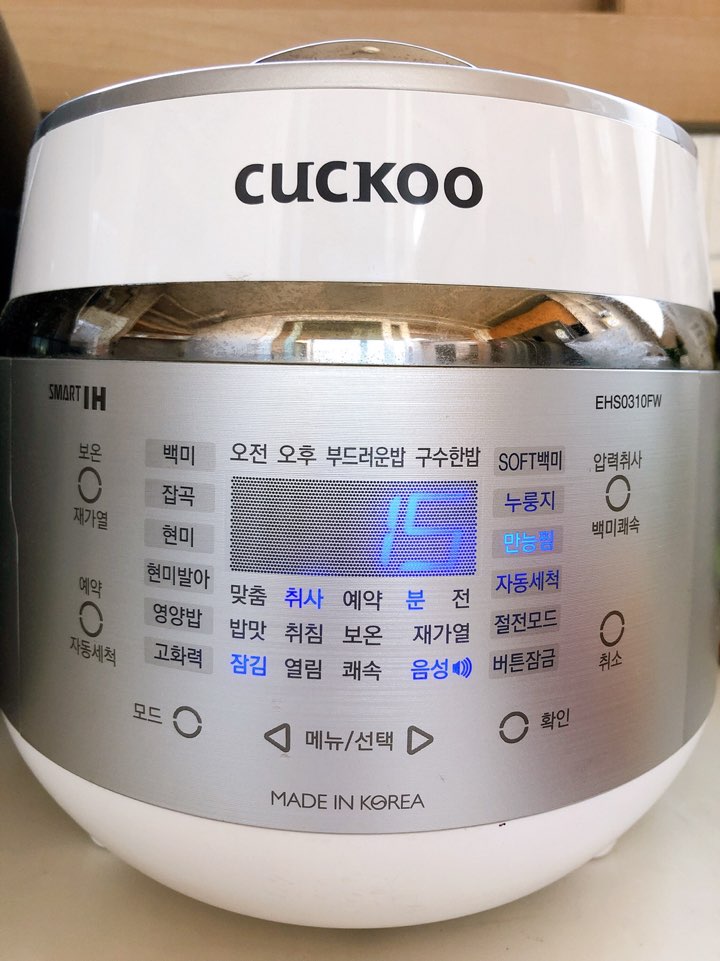 CUCKOO
SMART IH
EHS0310FW
보온
재가열
예약
자동세척
백미
잡곡
현미
현미발아
영양밥
고화력
오전 오후 부드러운밥 구수한밥
15
맞춤 취사 예약 분 전
밥맛 취침 보온 재가열
잠김 열림 쾌속 음성
SOFT백미
누룽지
만능찜
자동세척
절전모드
버튼잠금
압력취사
백미쾌속
취소
모드
메뉴/선택
확인
MADE IN KOREA